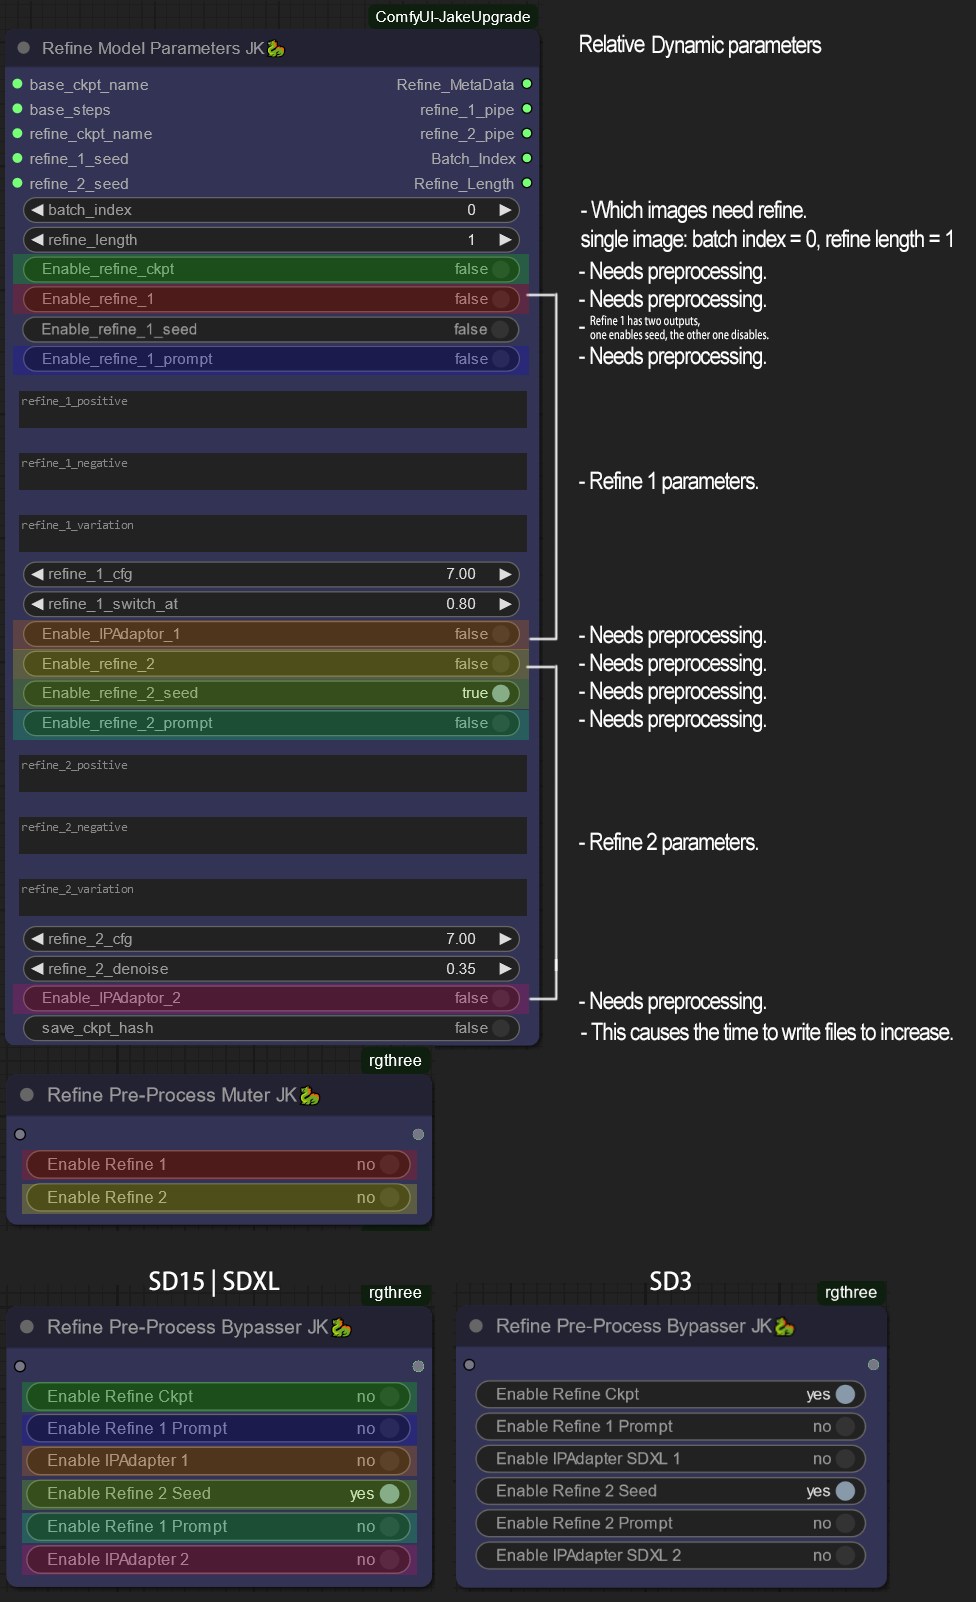 ComfyUI-JakeUpgrade
Refine Model Parameters JK🐉
Relative Dynamic parameters
base_ckpt_name Refine_MetaData
base_steps refine_1_pipe
refine_ckpt_name refine_2_pipe
refine_1_seed Batch_Index
refine_2_seed Refine_Length
batch_index 0 - Which images need refine.
refine_length 1 single image: batch index = 0, refine length = 1
Enable_refine_ckpt false - Needs preprocessing.
Enable_refine_1 false - Needs preprocessing.
Enable_refine_1_seed false - Refine 1 has two outputs,
one enables seed, the other one disables.
Enable_refine_1_prompt false - Needs preprocessing.
refine_1_positive
refine_1_negative
- Refine 1 parameters.
refine_1_variation
refine_1_cfg 7.00
refine_1_switch_at 0.80
Enable_IPAdaptor_1 false - Needs preprocessing.
Enable_refine_2 false - Needs preprocessing.
Enable_refine_2_seed true - Needs preprocessing.
Enable_refine_2_prompt false - Needs preprocessing.
refine_2_positive
refine_2_negative
- Refine 2 parameters.
refine_2_variation
refine_2_cfg 7.00
refine_2_denoise 0.35
Enable_IPAdaptor_2 false - Needs preprocessing.
save_ckpt_hash false - This causes the time to write files to increase.
rgthree
Refine Pre-Process Muter JK🐉
Enable Refine 1 no
Enable Refine 2 no
SD15 | SDXL
rgthree
Refine Pre-Process Bypasser JK🐉
Enable Refine Ckpt no
Enable Refine 1 Prompt no
Enable IPAdapter 1 no
Enable Refine 2 Seed yes
Enable Refine 1 Prompt no
Enable IPAdapter 2 no
SD3
rgthree
Refine Pre-Process Bypasser JK🐉
Enable Refine Ckpt yes
Enable Refine 1 Prompt no
Enable IPAdapter SDXL 1 no
Enable Refine 2 Seed yes
Enable Refine 2 Prompt no
Enable IPAdapter SDXL 2 no